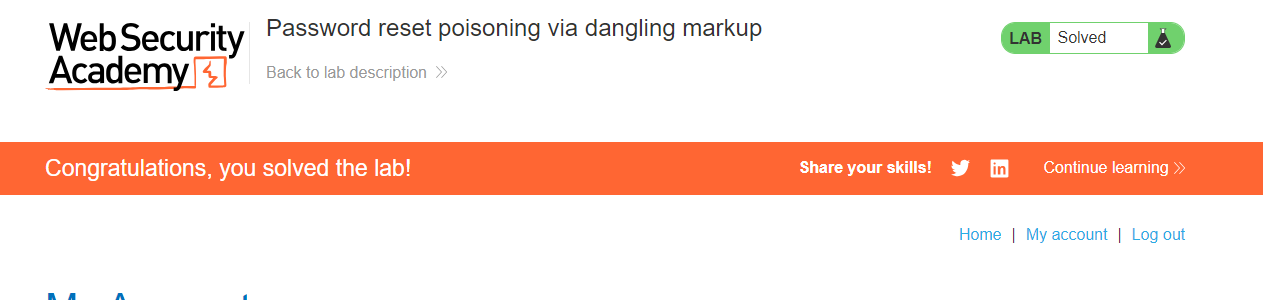 Web Security
Academy
Password reset poisoning via dangling markup
Back to lab description
LAB Solved
Congratulations, you solved the lab!
Share your skills!
Continue learning
Home | My account | Log out